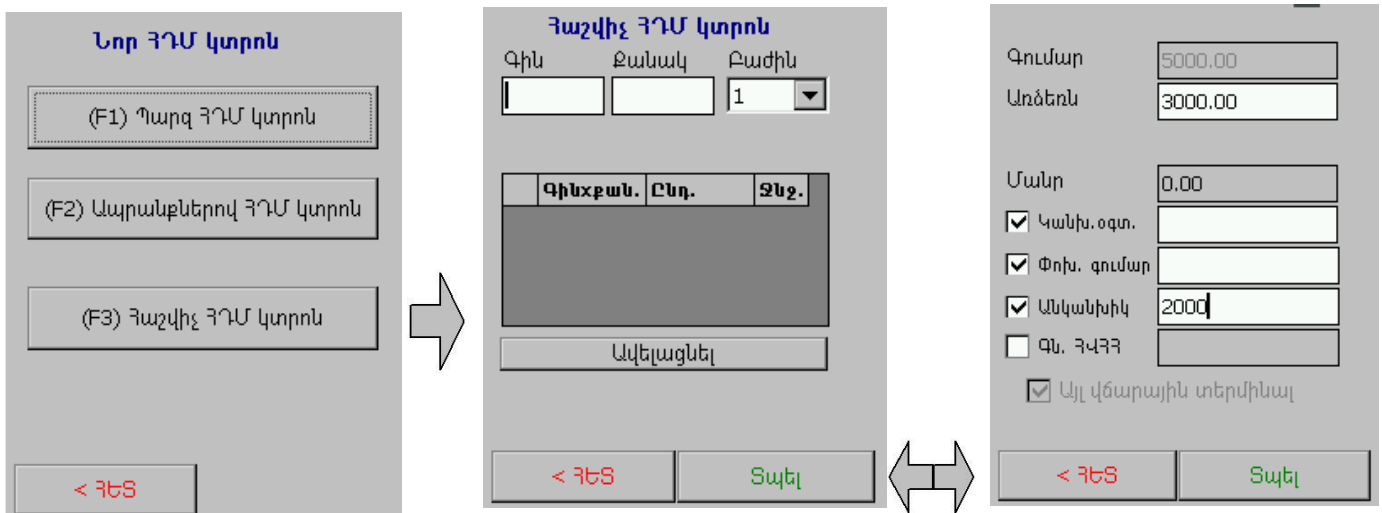 Նոր ՀԴՄ կտրոն
(F1) Պարզ ՀԴՄ կտրոն
(F2) Ապրանքներով ՀԴՄ կտրոն
(F3) Հաշվիչ ՀԴՄ կտրոն
< ՀԵՏ
Հաշվիչ ՀԴՄ կտրոն
Գին Քանակ Բաժին
1
Գինxքան. Ընդ. Ջնջ.
Ավելացնել
< ՀԵՏ Տպել
Գումար 5000.00
Առձեռն 3000.00
Մանր 0.00
Կանխ.օգտ.
Փոխ. գումար
Անկանխիկ 2000
Գն. ՀՎՀՀ
Այլ վճարային տերմինալ
< ՀԵՏ Տպել